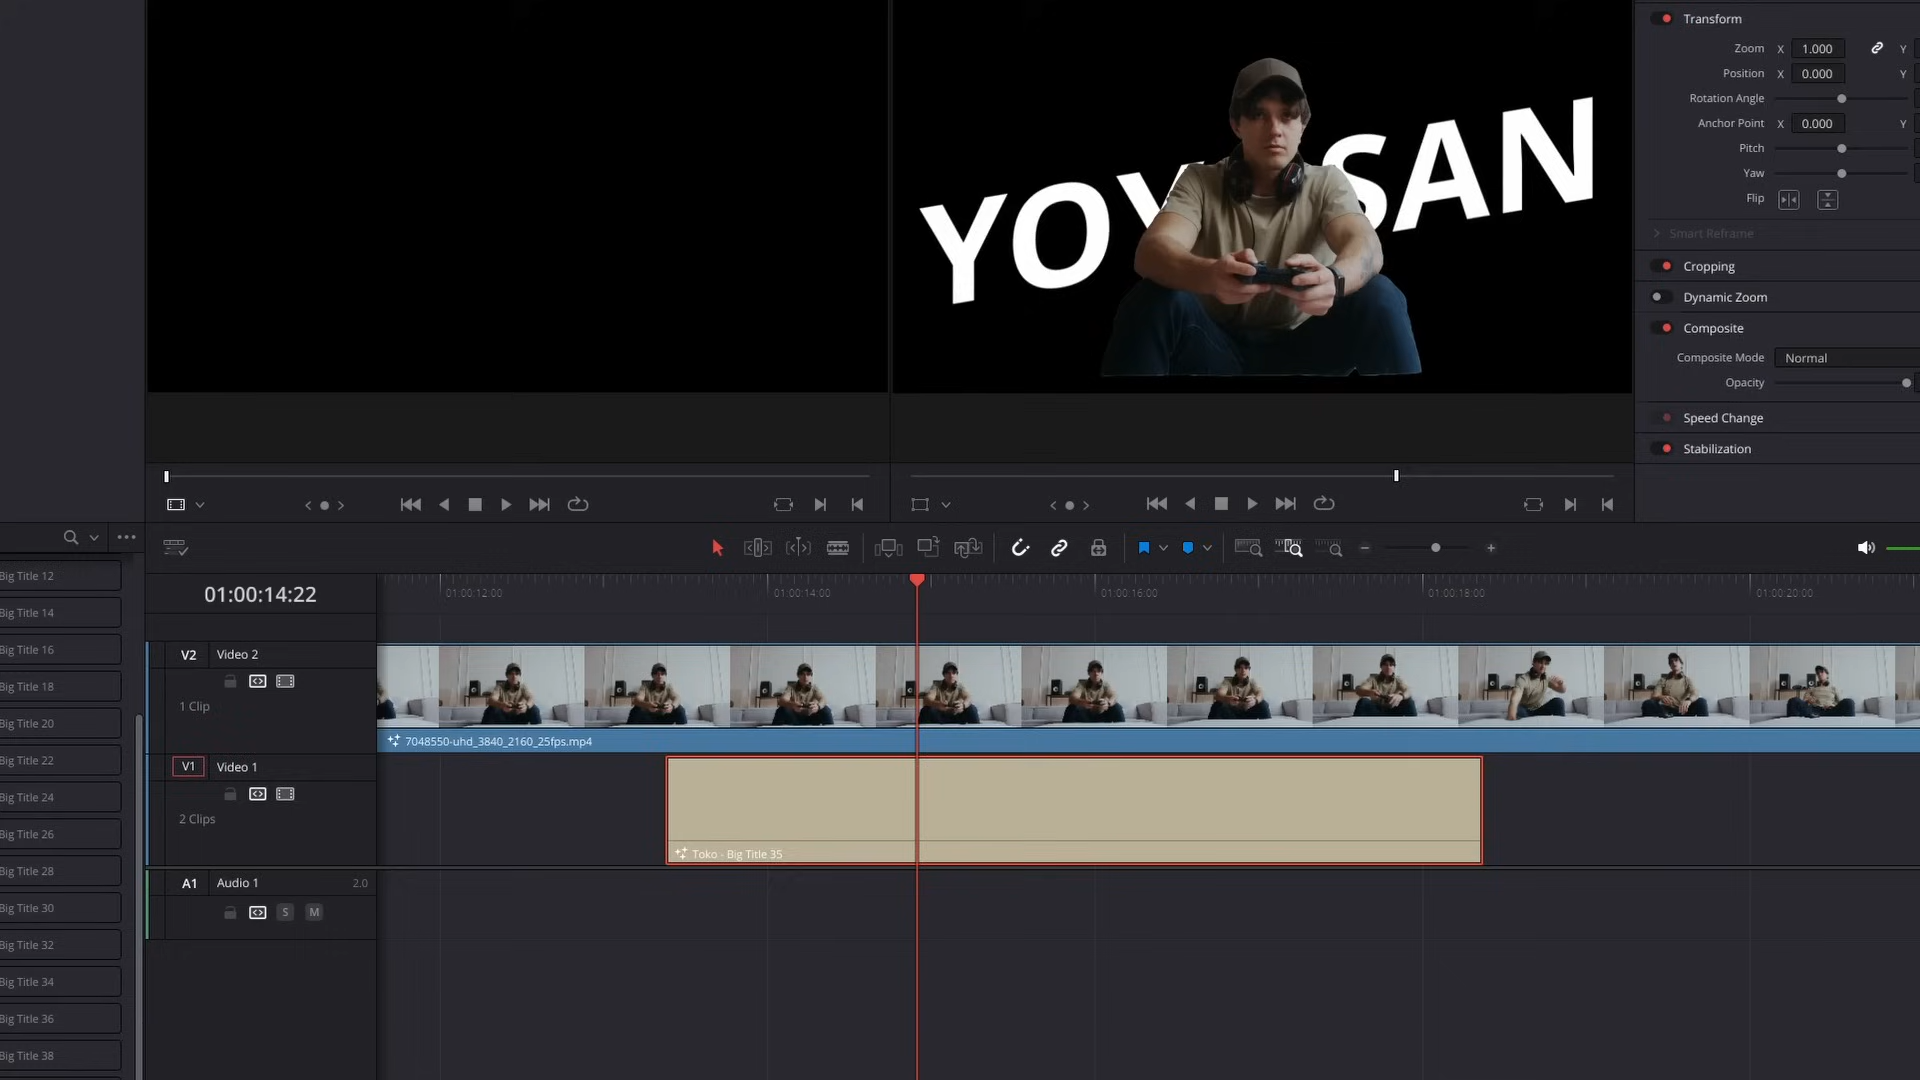 YOY SAN
Transform
Zoom X 1.000 Y
Position X 0.000 Y
Rotation Angle
Anchor Point X 0.000 Y
Pitch
Yaw
Flip
Smart Reframe
Cropping
Dynamic Zoom
Composite
Composite Mode Normal
Opacity
Speed Change
Stabilization
Big Title 12
Big Title 14
Big Title 16
Big Title 18
Big Title 20
Big Title 22
Big Title 24
Big Title 26
Big Title 28
Big Title 30
Big Title 32
Big Title 34
Big Title 36
Big Title 38
01:00:14:22
01:00:12:00
01:00:14:00
01:00:16:00
01:00:18:00
01:00:20:00
V2 Video 2
1 Clip
7048550-uhd_3840_2160_25fps.mp4
V1 Video 1
2 Clips
Toko - Big Title 35
A1 Audio 1 2.0
S M